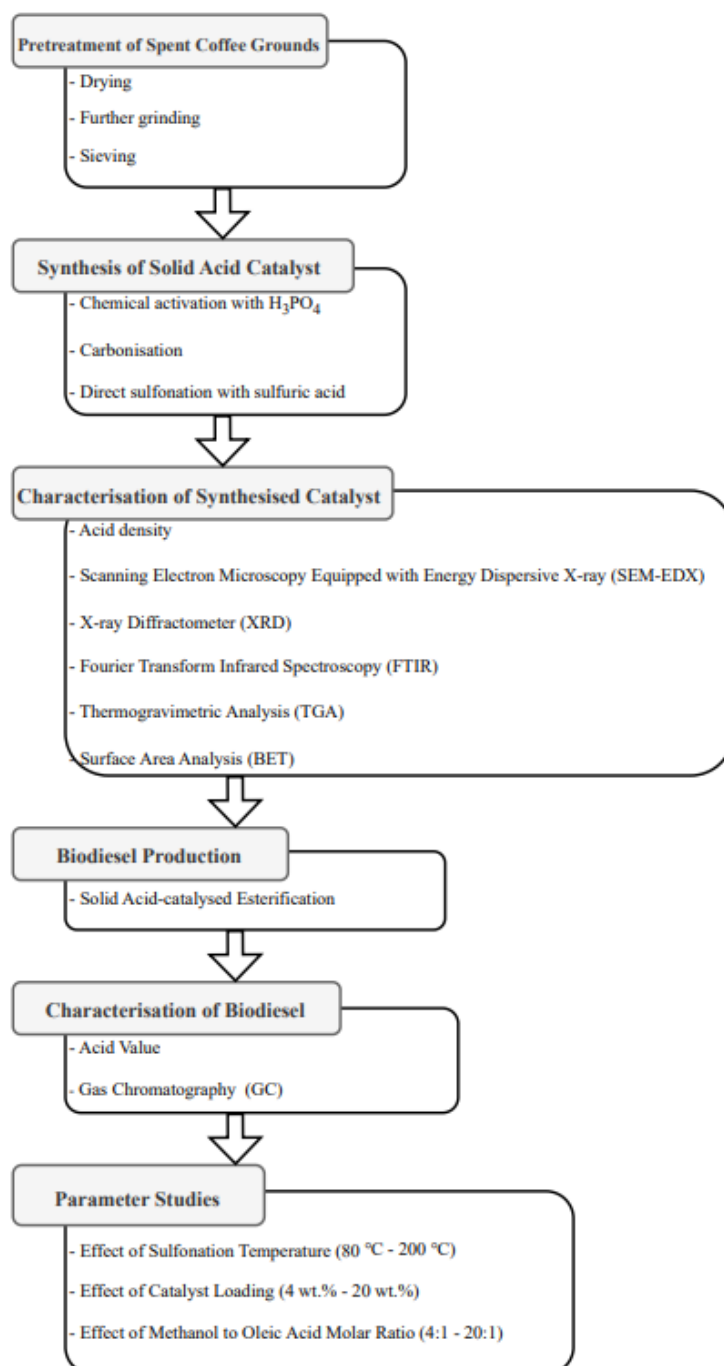 Pretreatment of Spent Coffee Grounds
- Drying
- Further grinding
- Sieving
Synthesis of Solid Acid Catalyst
- Chemical activation with H₃PO₄
- Carbonisation
- Direct sulfonation with sulfuric acid
Characterisation of Synthesised Catalyst
- Acid density
- Scanning Electron Microscopy Equipped with Energy Dispersive X-ray (SEM-EDX)
- X-ray Diffractometer (XRD)
- Fourier Transform Infrared Spectroscopy (FTIR)
- Thermogravimetric Analysis (TGA)
- Surface Area Analysis (BET)
Biodiesel Production
- Solid Acid-catalysed Esterification
Characterisation of Biodiesel
- Acid Value
- Gas Chromatography (GC)
Parameter Studies
- Effect of Sulfonation Temperature (80 °C - 200 °C)
- Effect of Catalyst Loading (4 wt.% - 20 wt.%)
- Effect of Methanol to Oleic Acid Molar Ratio (4:1 - 20:1)